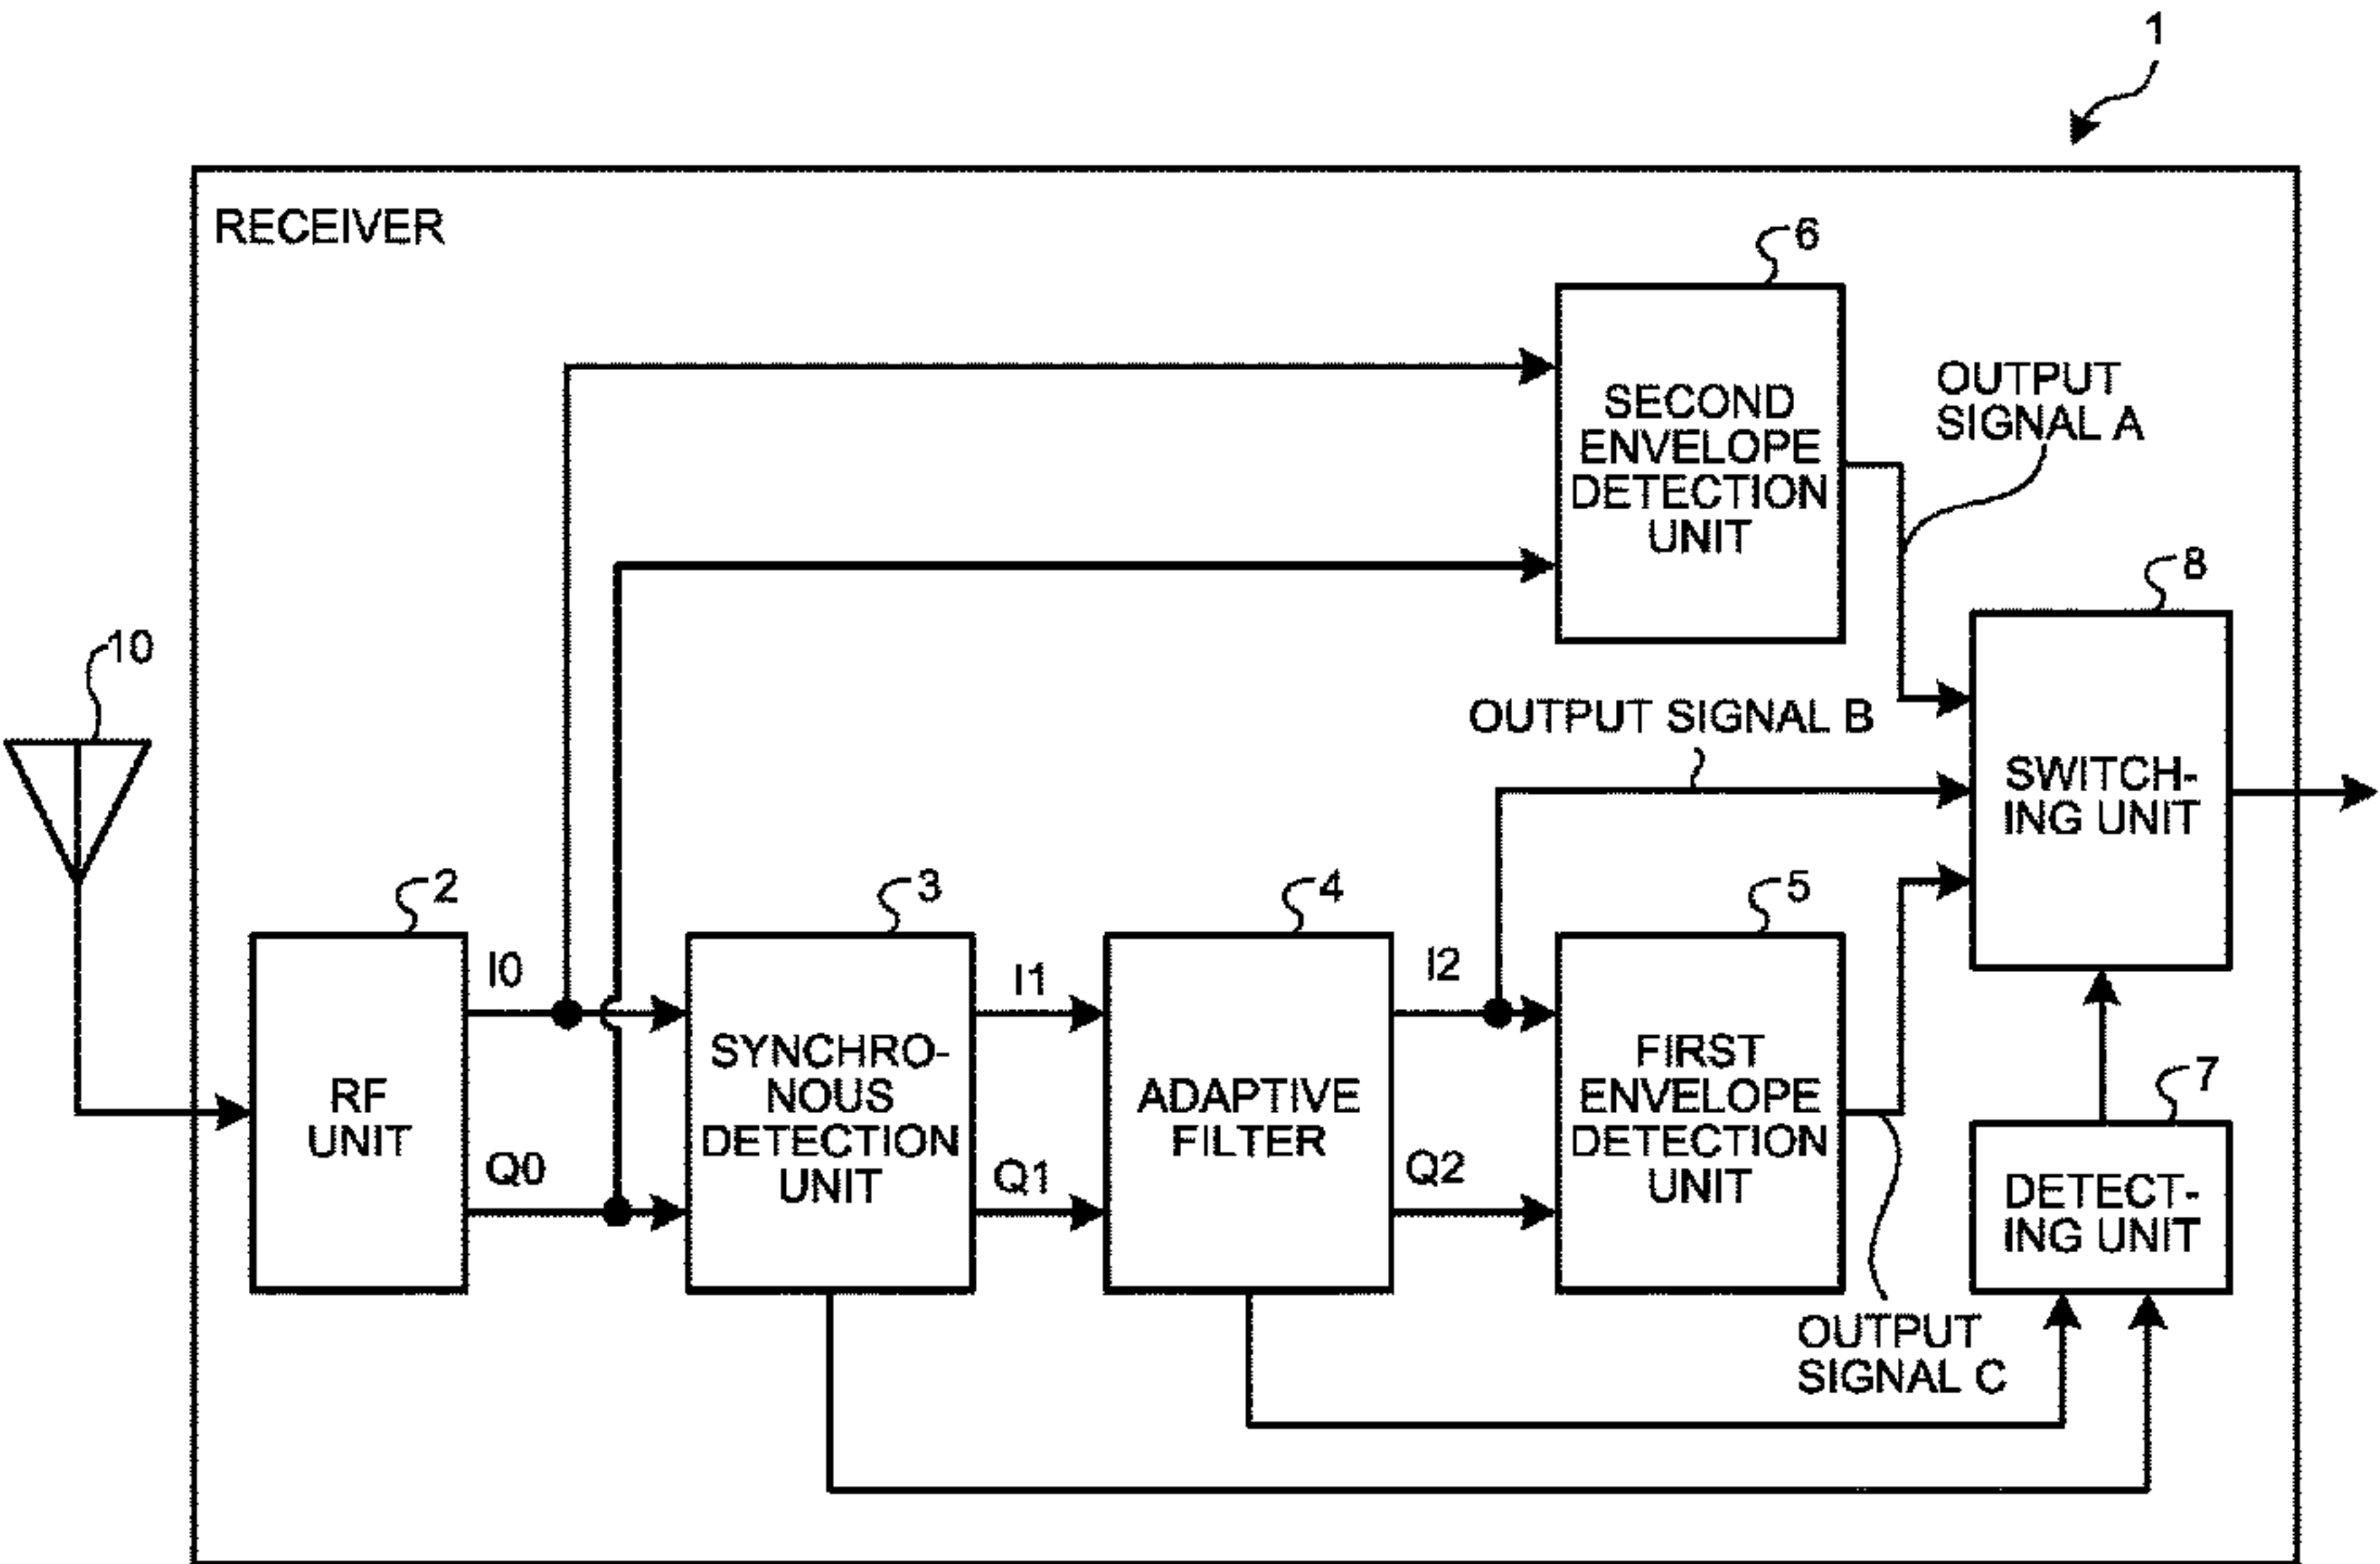 1
RECEIVER
6
SECOND
ENVELOPE
DETECTION
UNIT
OUTPUT
SIGNAL A
8
10
OUTPUT SIGNAL B
SWITCH-
ING UNIT
2
3
4
5
I0
I1
I2
RF
UNIT
SYNCHRO-
NOUS
DETECTION
UNIT
ADAPTIVE
FILTER
FIRST
ENVELOPE
DETECTION
UNIT
7
Q0
Q1
Q2
DETECT-
ING UNIT
OUTPUT
SIGNAL C